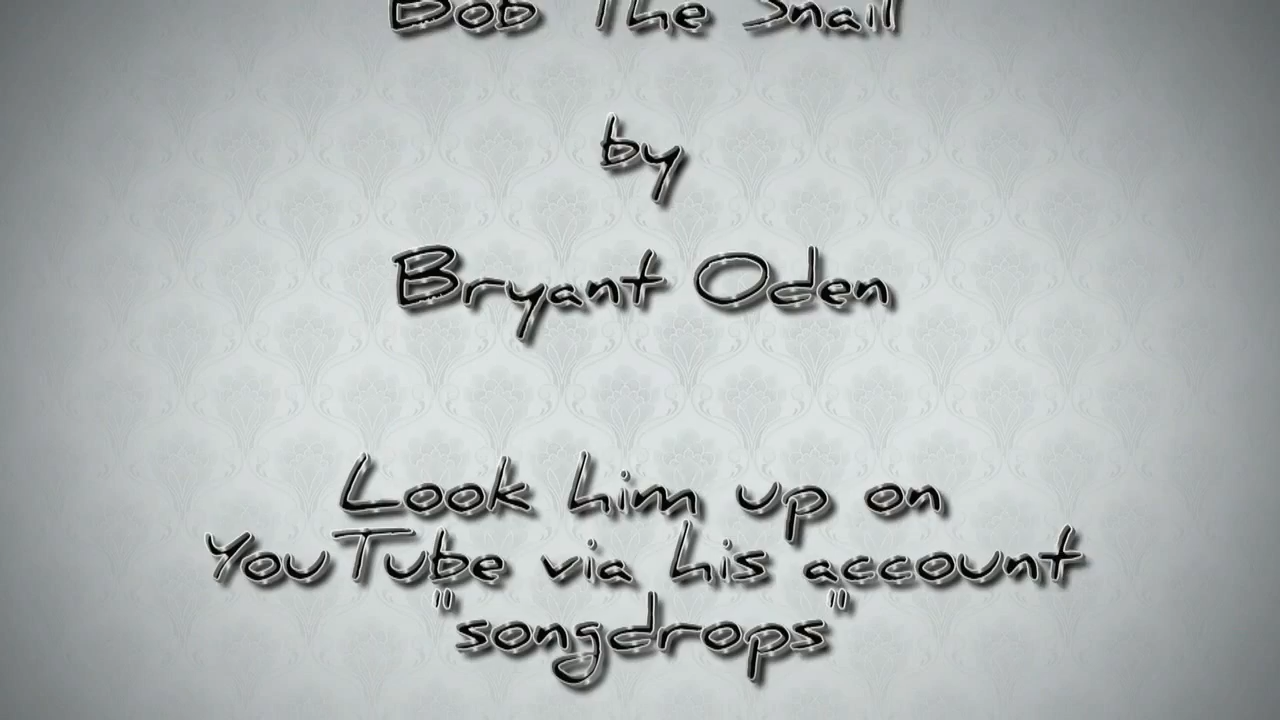 Bob The Snail
by
Bryant Oden
Look him up on
YouTube via his account
"songdrops"